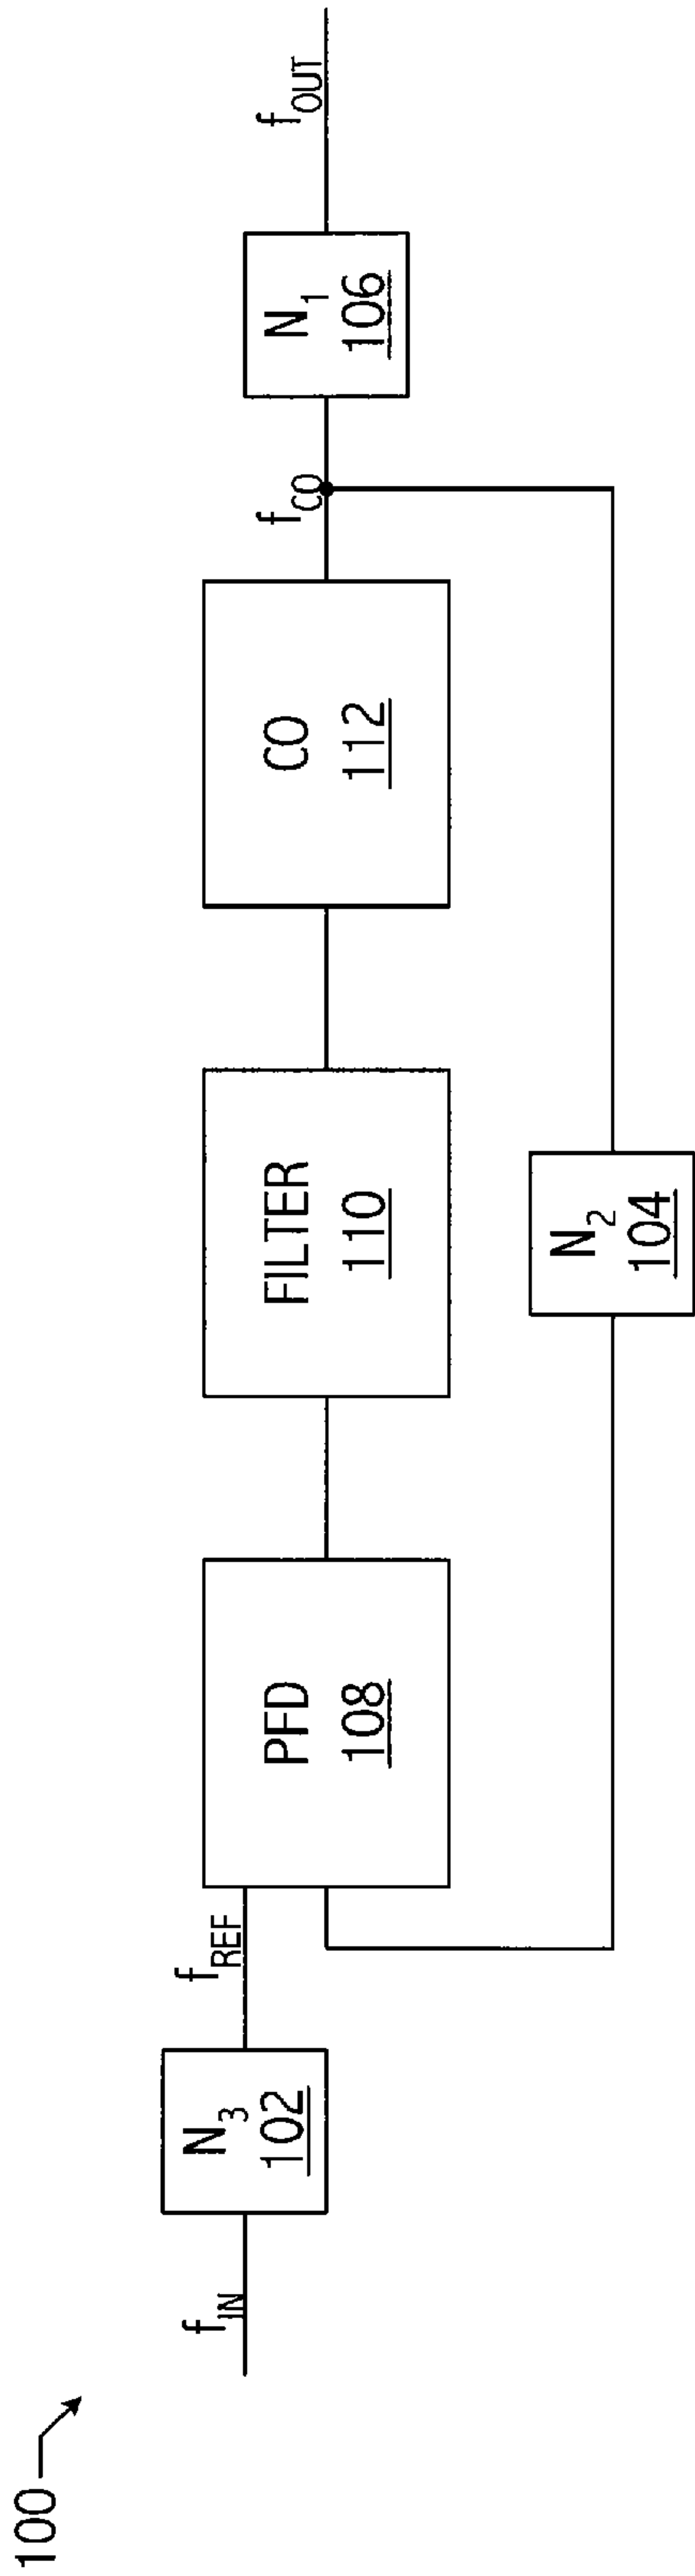 100
f_IN
N_3
102
f_REF
PFD
108
FILTER
110
CO
112
f_CO
N_1
106
f_OUT
N_2
104